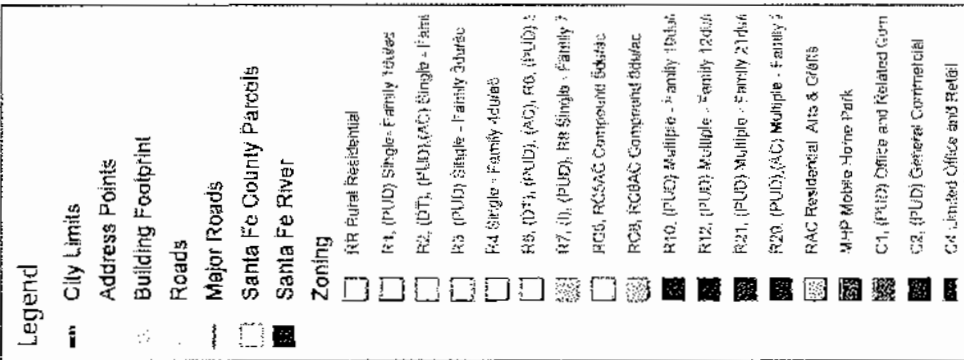 Legend
City Limits
Address Points
Building Footprint
Roads
Major Roads
Santa Fe County Parcels
Santa Fe River
Zoning
RR Rural Residential
R1, (PUD) Single - Family 1du/ac
R2, (DT), (PUD),(AC) Single - Fami
R3, (PUD) Single - Family 3du/ac
R4 Single - Family 4du/ac
R5, (DT), (PUD), (AC), R6, (PUD)
R7, (I), (PUD), R8 Single - Family 7
RC5, RC5AC Compound 5du/ac
RC8, RC8AC Compound 8du/ac
R10, (PUD) Multiple - Family 10du/
R12, (PUD) Multiple - Family 12du/
R21, (PUD) Multiple - Family 21du/
R29, (PUD),(AC) Multiple - Family
RAC Residential Arts & Crafts
MHP Mobile Home Park
C1, (PUD) Office and Related Com
C2, (PUD) General Commercial
C4 Limited Office and Retail